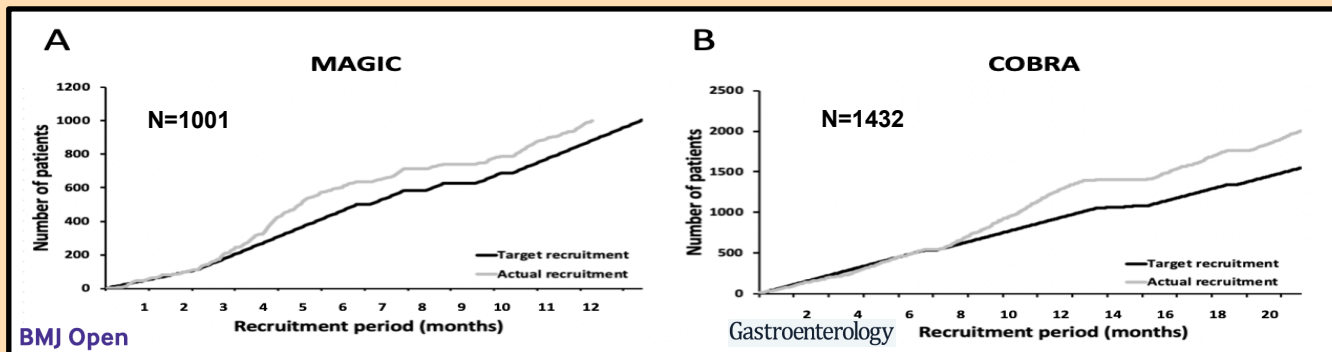 A
MAGIC
N=1001
Number of patients
1200
1000
800
600
400
200
0
Target recruitment
Actual recruitment
1 2 3 4 5 6 7 8 9 10 11 12
Recruitment period (months)
BMJ Open
B
COBRA
N=1432
Number of patients
2500
2000
1500
1000
500
0
Target recruitment
Actual recruitment
2 4 6 8 10 12 14 16 18 20
Recruitment period (months)
Gastroenterology